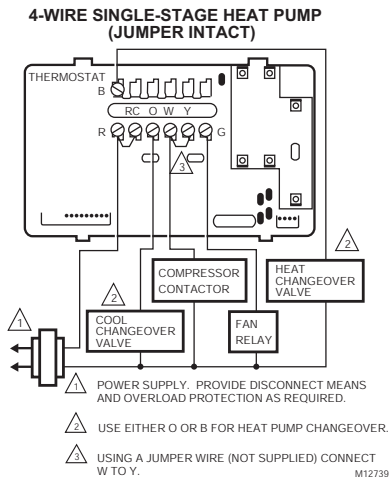 4-WIRE SINGLE-STAGE HEAT PUMP
(JUMPER INTACT)
THERMOSTAT
B
RC O W Y
R
G
3
2
2
1
COMPRESSOR
CONTACTOR
HEAT
CHANGEOVER
VALVE
COOL
CHANGEOVER
VALVE
FAN
RELAY
1 POWER SUPPLY. PROVIDE DISCONNECT MEANS
AND OVERLOAD PROTECTION AS REQUIRED.
2 USE EITHER O OR B FOR HEAT PUMP CHANGEOVER.
3 USING A JUMPER WIRE (NOT SUPPLIED) CONNECT
W TO Y.
M12739